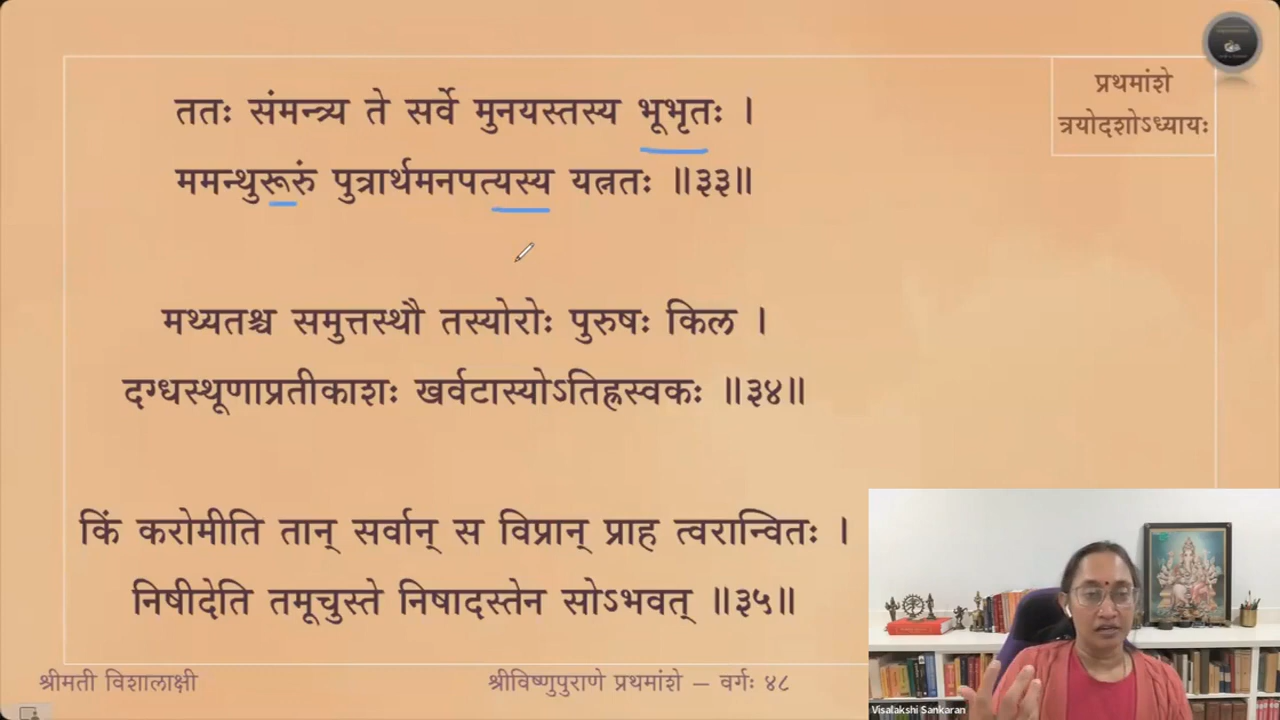 प्रथमांशे
त्रयोदशोऽध्यायः
ततः संमन्त्र्य ते सर्वे मुनयस्तस्य भूभृतः ।
ममन्थुरूरुं पुत्रार्थमनपत्यस्य यत्नतः ॥३३॥
मथ्यतश्च समुत्तस्थौ तस्योरोः पुरुषः किल ।
दग्धस्थूणाप्रतीकाशः खर्वटास्योऽतिह्रस्वकः ॥३४॥
किं करोमीति तान् सर्वान् स विप्रान् प्राह त्वरान्वितः ।
निषीदेति तमूचुस्ते निषादस्तेन सोऽभवत् ॥३५॥
श्रीमती विशालाक्षी
श्रीविष्णुपुराणे प्रथमांशे – वर्गः ४८
Visalakshi Sankaran